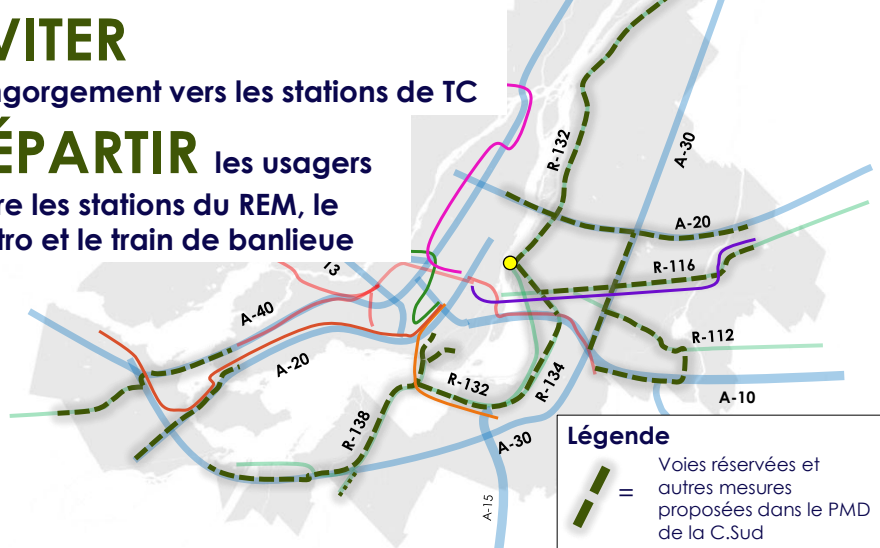 VITER
ngorgement vers les stations de TC
ÉPARTIR les usagers
re les stations du REM, le
tro et le train de banlieue
R-132
A-30
A-20
R-116
13
A-40
A-20
R-112
R-132
R-134
A-10
R-138
A-30
A-15
Légende
= Voies réservées et
autres mesures
proposées dans le PMD
de la C.Sud